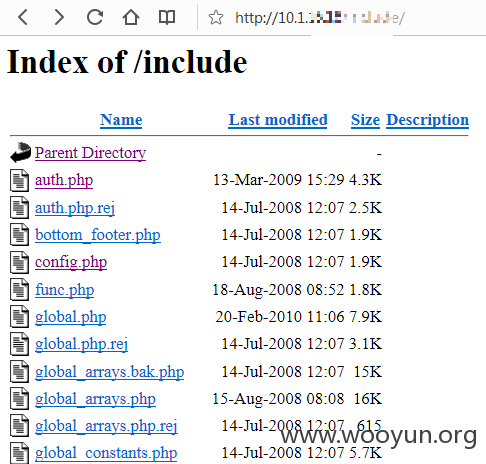 http://10.1.
Index of /include
Name Last modified Size Description
Parent Directory -
auth.php 13-Mar-2009 15:29 4.3K
auth.php.rej 14-Jul-2008 12:07 2.5K
bottom_footer.php 14-Jul-2008 12:07 1.9K
config.php 14-Jul-2008 12:07 1.9K
func.php 18-Aug-2008 08:52 1.8K
global.php 20-Feb-2010 11:06 7.9K
global.php.rej 14-Jul-2008 12:07 3.1K
global_arrays.bak.php 14-Jul-2008 12:07 15K
global_arrays.php 15-Aug-2008 08:08 16K
global_arrays.php.rej 14-Jul-2008 12:07 615
global_constants.php 14-Jul-2008 12:07 5.7K
www.wooyun.org